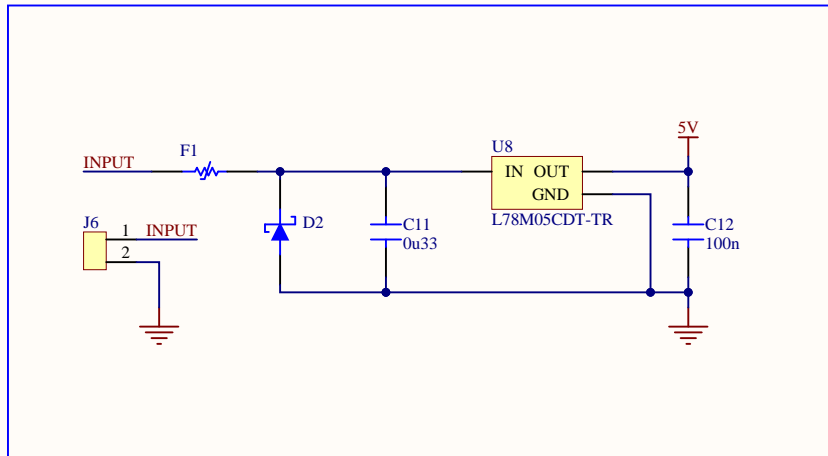 5V
F1
U8
INPUT
IN OUT
GND
L78M05CDT-TR
D2
C11
0u33
C12
100n
J6
1
INPUT
2